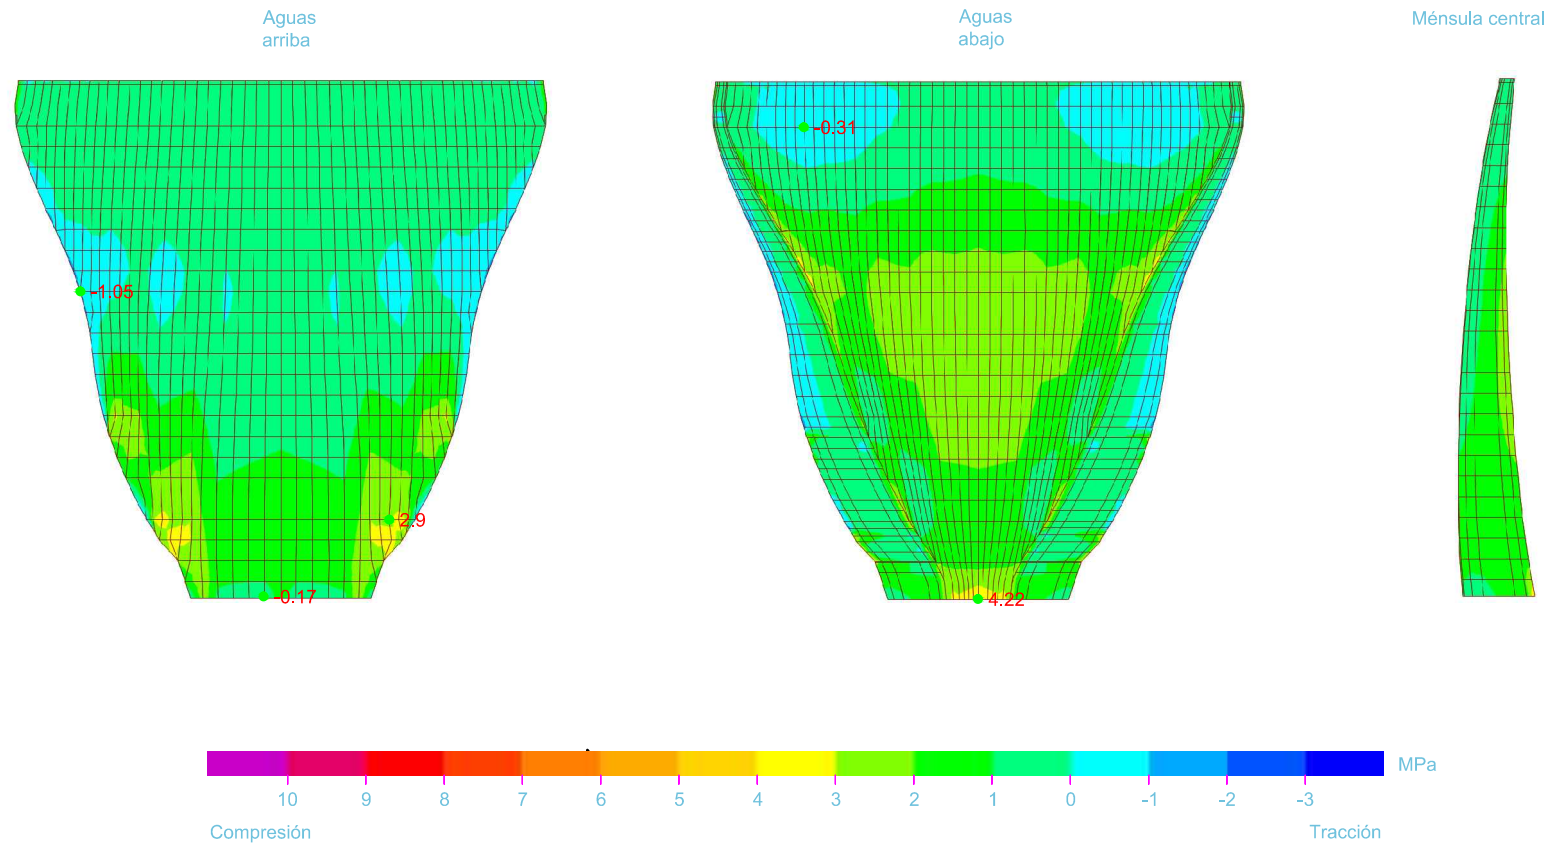 Aguas
arriba
Aguas
abajo
Ménsula central
-0.31
-1.05
2.9
-0.17
4.22
MPa
10 9 8 7 6 5 4 3 2 1 0 -1 -2 -3
Compresión
Tracción